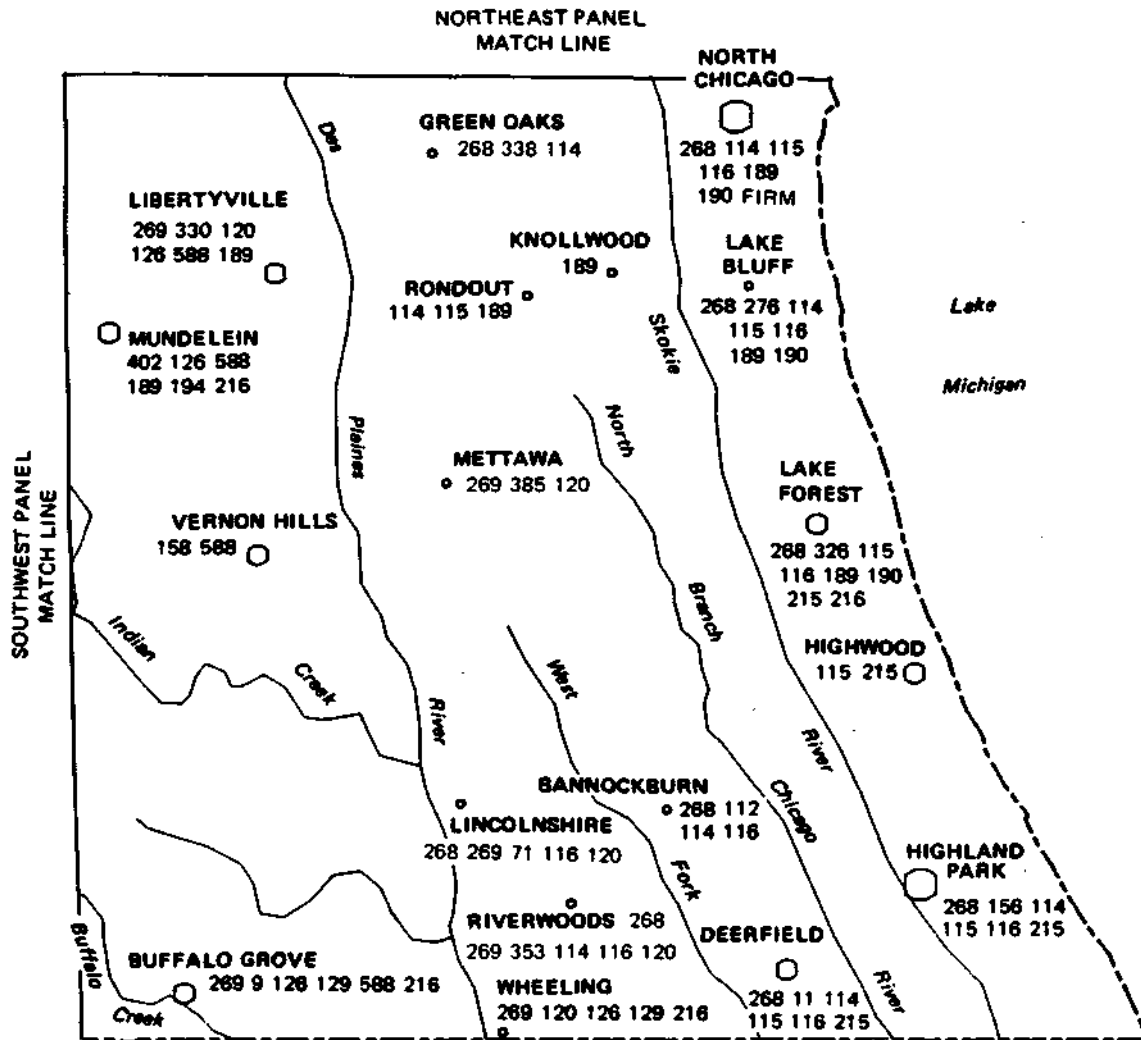 NORTHEAST PANEL
MATCH LINE
NORTH
CHICAGO
268 114 115
116 189
190 FIRM
GREEN OAKS
268 338 114
Des
LIBERTYVILLE
269 330 120
126 588 189
KNOLLWOOD
189
LAKE
BLUFF
268 276 114
115 116
189 190
RONDOUT
114 115 189
Lake
Michigan
Skokie
MUNDELEIN
402 126 588
189 194 216
Plaines
North
METTAWA
269 385 120
LAKE
FOREST
268 326 115
116 189 190
215 216
SOUTHWEST PANEL
MATCH LINE
VERNON HILLS
158 588
Branch
Indian
Creek
West
HIGHWOOD
115 215
River
River
BANNOCKBURN
268 112
114 116
Chicago
LINCOLNSHIRE
268 269 71 116 120
HIGHLAND
PARK
268 156 114
115 116 215
Fork
RIVERWOODS 268
269 353 114 116 120
DEERFIELD
268 11 114
115 116 215
Buffalo
BUFFALO GROVE
269 9 126 129 588 216
Creek
WHEELING
269 120 126 129 216
River